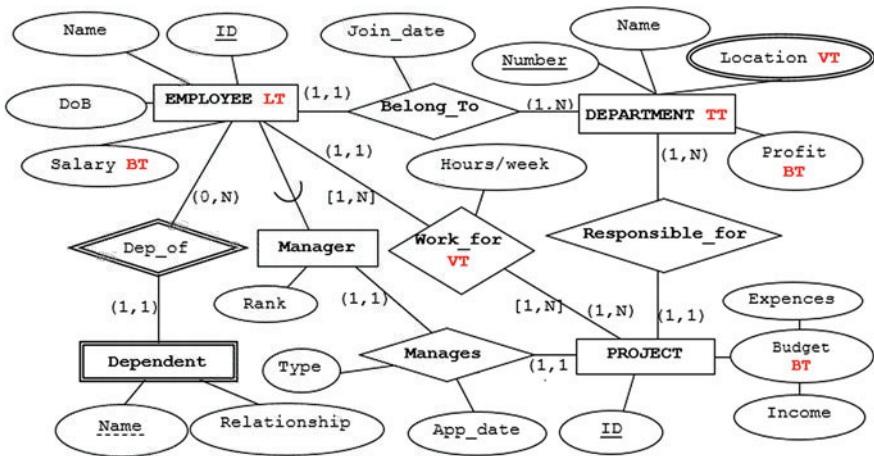 Name
ID
Join_date
Name
Number
Location VT
EMPLOYEE LT
(1,1)
Belong_To
(1.N)
DEPARTMENT TT
DoB
Salary BT
(1,1)
Hours/week
(1,N)
Profit
BT
(0,N)
[1,N]
Dep_of
Manager
Work_for
VT
Responsible_for
Rank
(1,1)
(1,1)
[1,N]
(1,N)
(1,1)
Expences
Dependent
Type
Manages
(1,1
PROJECT
Budget
BT
Name
Relationship
App_date
ID
Income